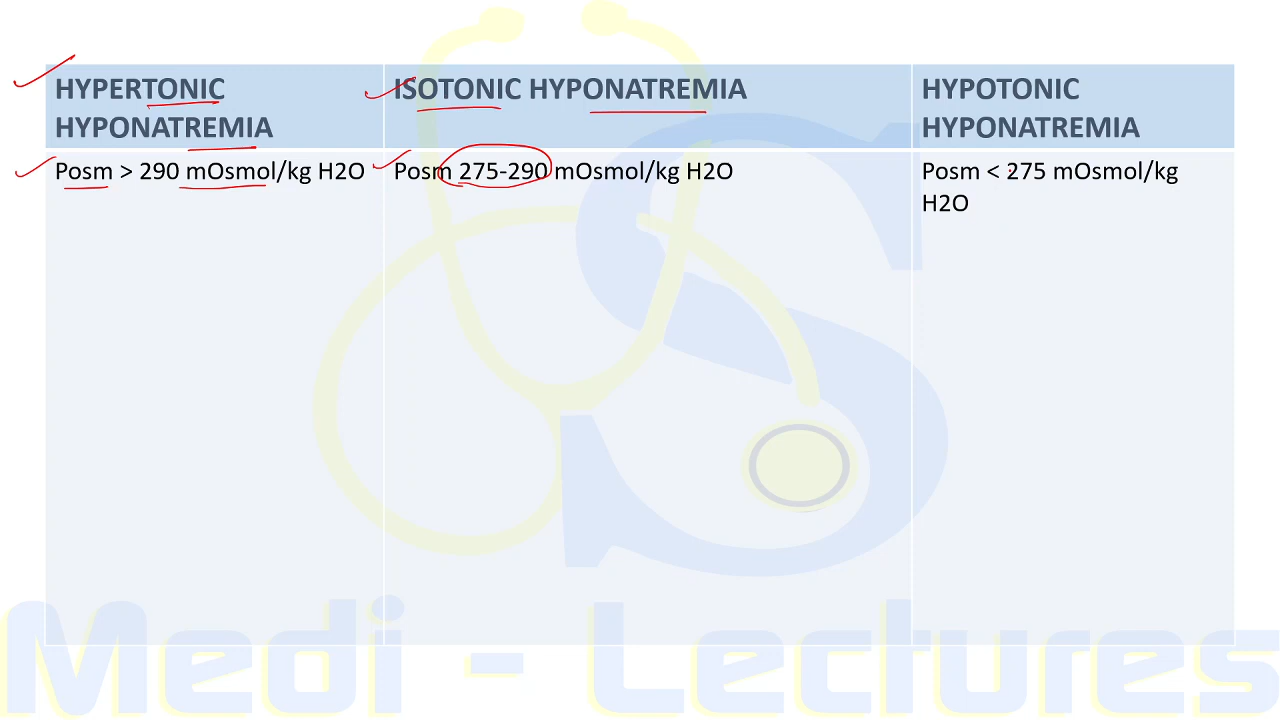 HYPERTONIC
HYPONATREMIA
ISOTONIC HYPONATREMIA
HYPOTONIC
HYPONATREMIA
Posm > 290 mOsmol/kg H2O
Posm 275-290 mOsmol/kg H2O
Posm < 275 mOsmol/kg
H2O
S
Medi - Lectures